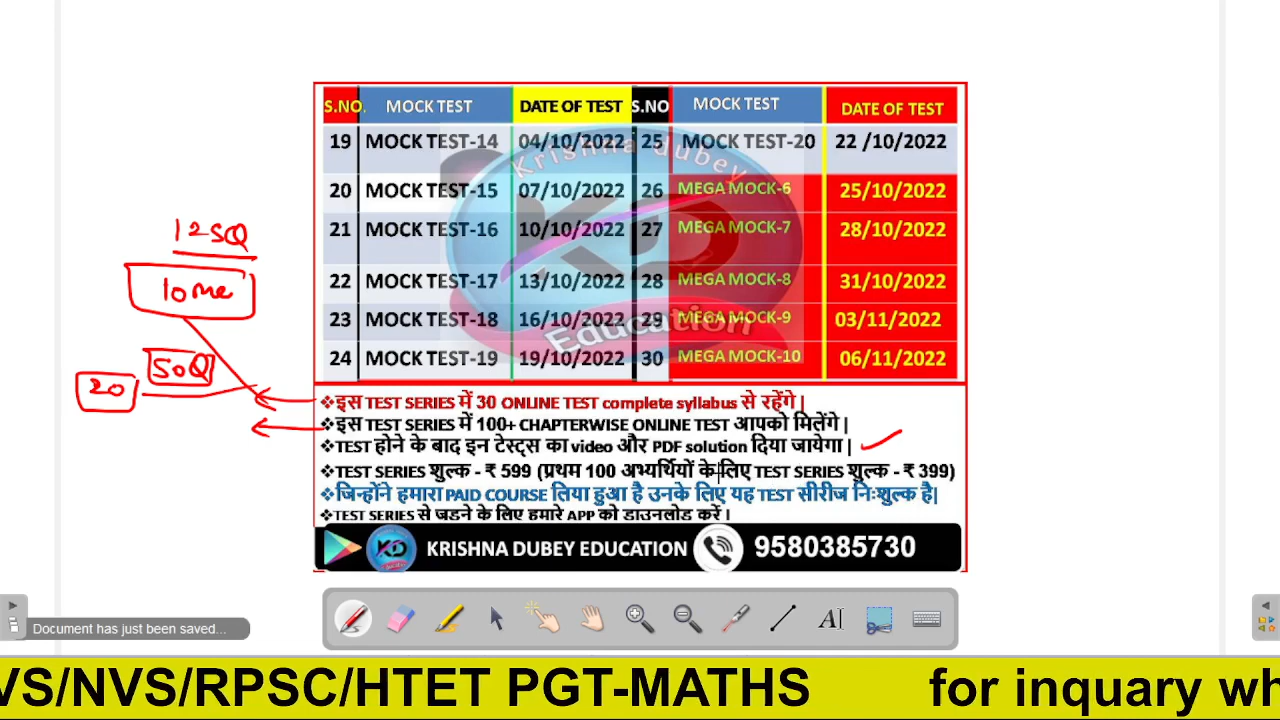 S.NO. MOCK TEST DATE OF TEST S.NO MOCK TEST DATE OF TEST
19 MOCK TEST-14 04/10/2022 25 MOCK TEST-20 22 /10/2022
20 MOCK TEST-15 07/10/2022 26 MEGA MOCK-6 25/10/2022
21 MOCK TEST-16 10/10/2022 27 MEGA MOCK-7 28/10/2022
22 MOCK TEST-17 13/10/2022 28 MEGA MOCK-8 31/10/2022
23 MOCK TEST-18 16/10/2022 29 MEGA MOCK-9 03/11/2022
24 MOCK TEST-19 19/10/2022 30 MEGA MOCK-10 06/11/2022
Krishna dubey
KD
Education
125Q
50Q
20
❖इस TEST SERIES में 30 ONLINE TEST complete syllabus से रहेंगे |
❖इस TEST SERIES में 100+ CHAPTERWISE ONLINE TEST आपको मिलेंगे |
❖TEST होने के बाद इन टेस्ट्स का video और PDF solution दिया जायेगा |
❖TEST SERIES शुल्क - ₹ 599 (प्रथम 100 अभ्यर्थियों के लिए TEST SERIES शुल्क - ₹ 399)
❖जिन्होंने हमारा PAID COURSE लिया हुआ है उनके लिए यह TEST सीरीज निःशुल्क है|
❖TEST SERIES से जुड़ने के लिए हमारे APP को डाउनलोड करें |
KD KRISHNA DUBEY EDUCATION 9580385730
Document has just been saved...
VS/NVS/RPSC/HTET PGT-MATHS for inquary wh